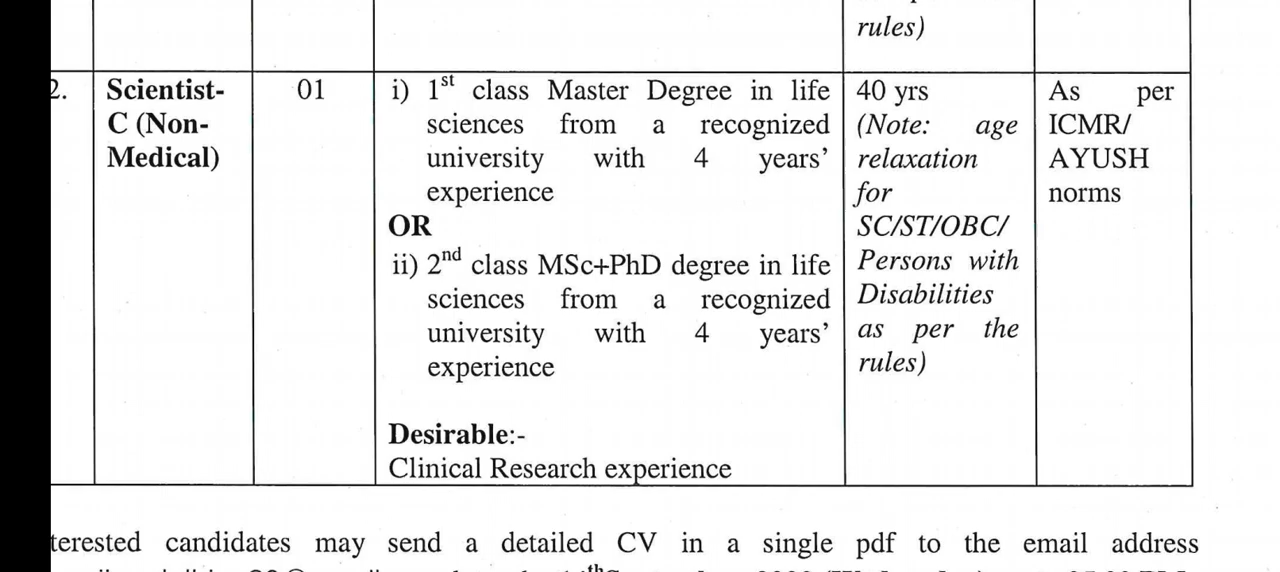 rules)
2.
Scientist-
C (Non-
Medical)
01
i) 1st class Master Degree in life
sciences from a recognized
university with 4 years’
experience
OR
ii) 2nd class MSc+PhD degree in life
sciences from a recognized
university with 4 years’
experience
Desirable:-
Clinical Research experience
40 yrs
(Note: age
relaxation
for
SC/ST/OBC/
Persons with
Disabilities
as per the
rules)
As per
ICMR/
AYUSH
norms
terested candidates may send a detailed CV in a single pdf to the email address